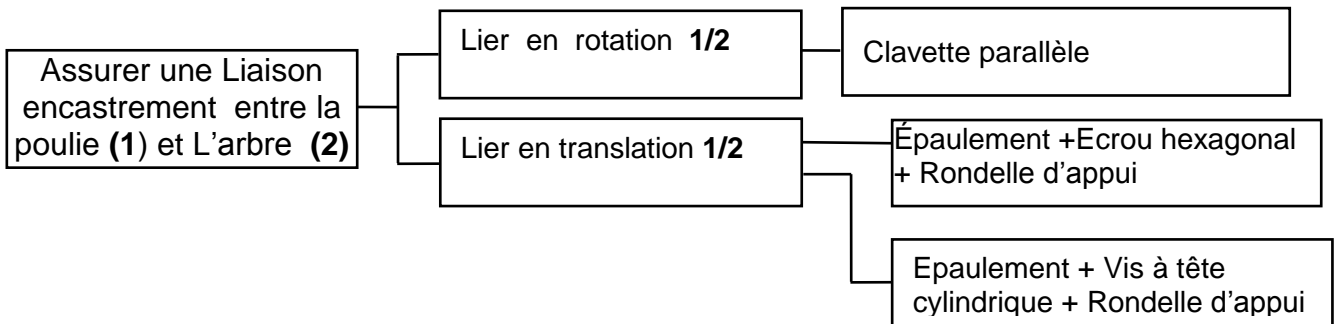 Assurer une Liaison
encastrement entre la
poulie (1) et L'arbre (2)
Lier en rotation 1/2
Clavette parallèle
Lier en translation 1/2
Épaulement +Ecrou hexagonal
+ Rondelle d'appui
Epaulement + Vis à tête
cylindrique + Rondelle d'appui